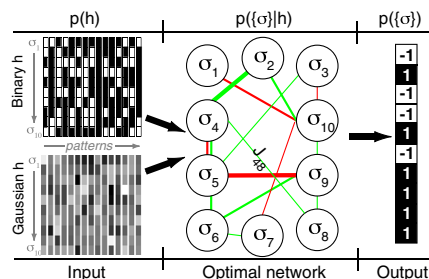 p(h)
p({σ}|h)
p({σ})
Binary h
σ1
σ10
patterns
Gaussian h
σ1
σ10
σ1
σ2
σ3
σ4
σ10
J48
σ5
σ9
σ6
σ7
σ8
-1
1
-1
-1
1
-1
1
1
1
1
Input
Optimal network
Output